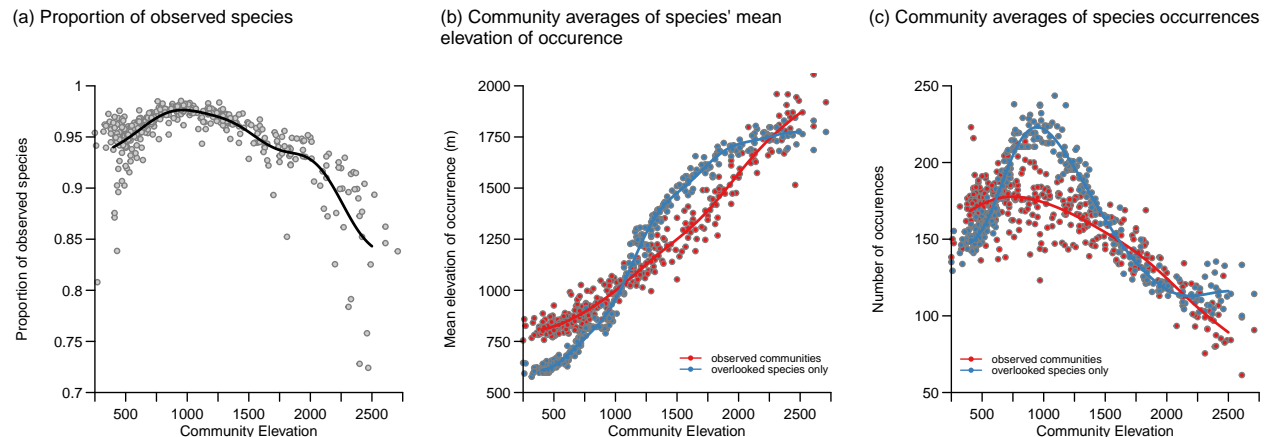 (a) Proportion of observed species
(b) Community averages of species' mean
elevation of occurence
(c) Community averages of species occurrences
Proportion of observed species
1
0.95
0.9
0.85
0.8
0.7
500
1000
1500
2000
2500
Community Elevation
Mean elevation of occurrence (m)
2000
1750
1500
1250
1000
750
500
observed communities
overlooked species only
500
1000
1500
2000
2500
Community Elevation
Number of occurences
250
200
150
100
50
observed communities
overlooked species only
500
1000
1500
2000
2500
Community Elevation